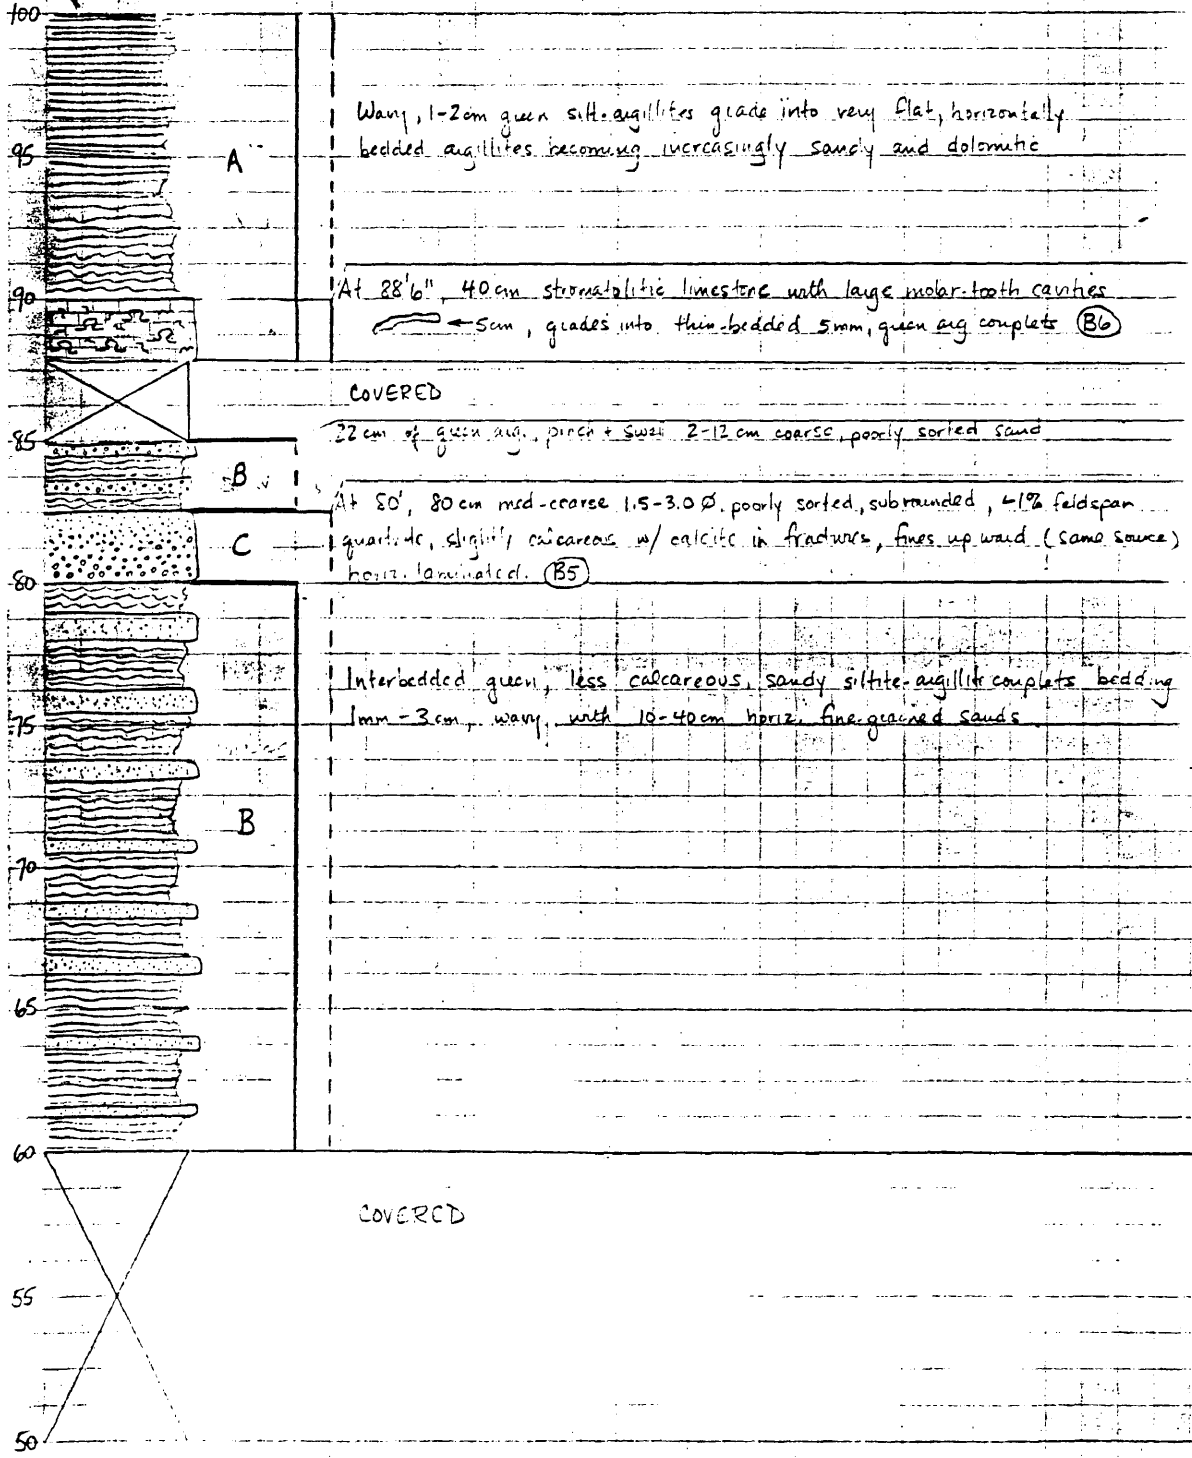 100
Wavy, 1-2cm green silt-argillites grade into very flat, horizontally
95
A
bedded argillites becoming increasingly sandy and dolomitic
90
At 88'6", 40cm stromatolitic limestone with large molar-tooth cavities
←5cm, grades into thin-bedded 5mm, green arg couplets B6
COVERED
85
22cm of green arg., pinch + swell 2-12cm coarse, poorly sorted sand
B
At 80', 80cm med-coarse 1.5-3.0 Ø, poorly sorted, subrounded, <1% feldspar
C
quartzite, slightly calcareous w/ calcite in fractures, fines upward (same source)
80
horiz. laminated. B5
Interbedded green, less calcareous, sandy siltite-argillite couplets bedding
75
1mm-3cm, wavy, with 10-40cm horiz. fine-grained sands
B
70
65
60
COVERED
55
50